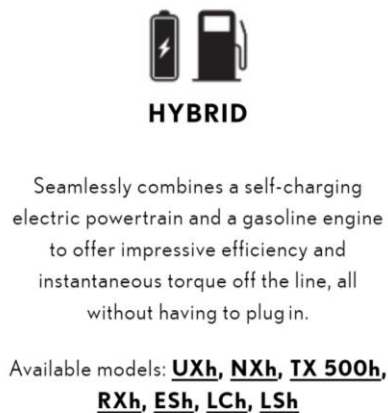 HYBRID
Seamlessly combines a self-charging
electric powertrain and a gasoline engine
to offer impressive efficiency and
instantaneous torque off the line, all
without having to plug in.
Available models: UXh, NXh, TX 500h,
RXh, ESh, LCh, LSh